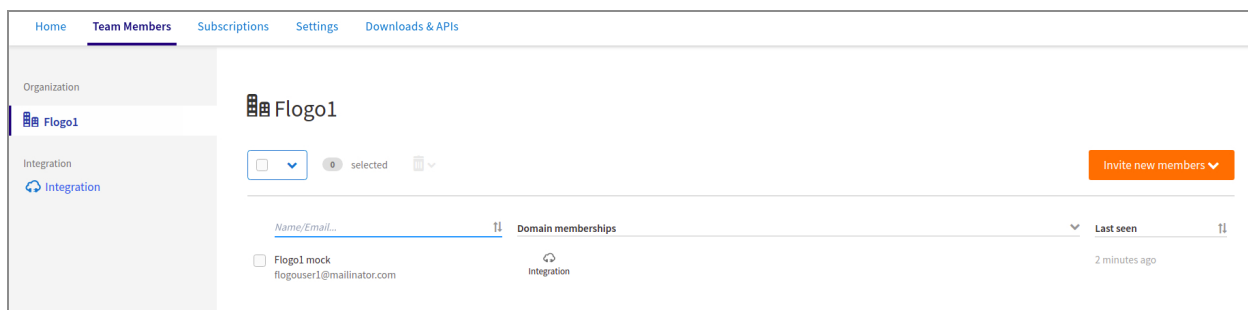 Home Team Members Subscriptions Settings Downloads & APIs
Organization
Flogo1
Integration
Integration
Flogo1
0 selected
Invite new members
Name/Email... Domain memberships Last seen
Flogo1 mock Integration 2 minutes ago
flogouser1@mailinator.com